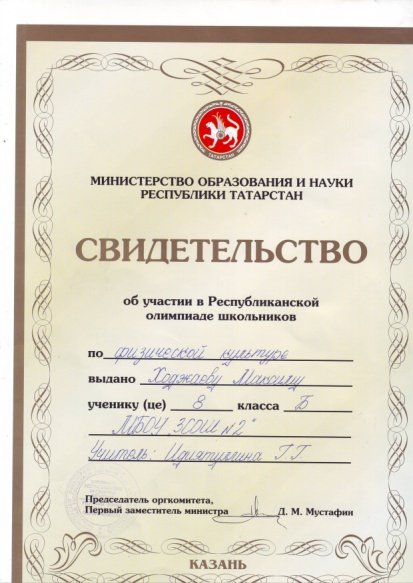 ТАТАРСТАН
МИНИСТЕРСТВО ОБРАЗОВАНИЯ И НАУКИ
РЕСПУБЛИКИ ТАТАРСТАН
СВИДЕТЕЛЬСТВО
об участии в Республиканской
олимпиаде школьников
по физической культуре
выдано Ходжаеву Максиму
ученику (це) 8 класса Б
МБОУ ЗСОШ №2"
Учитель: Г.Г.
Председатель оргкомитета,
Первый заместитель министра Д. М. Мустафин
КАЗАНЬ